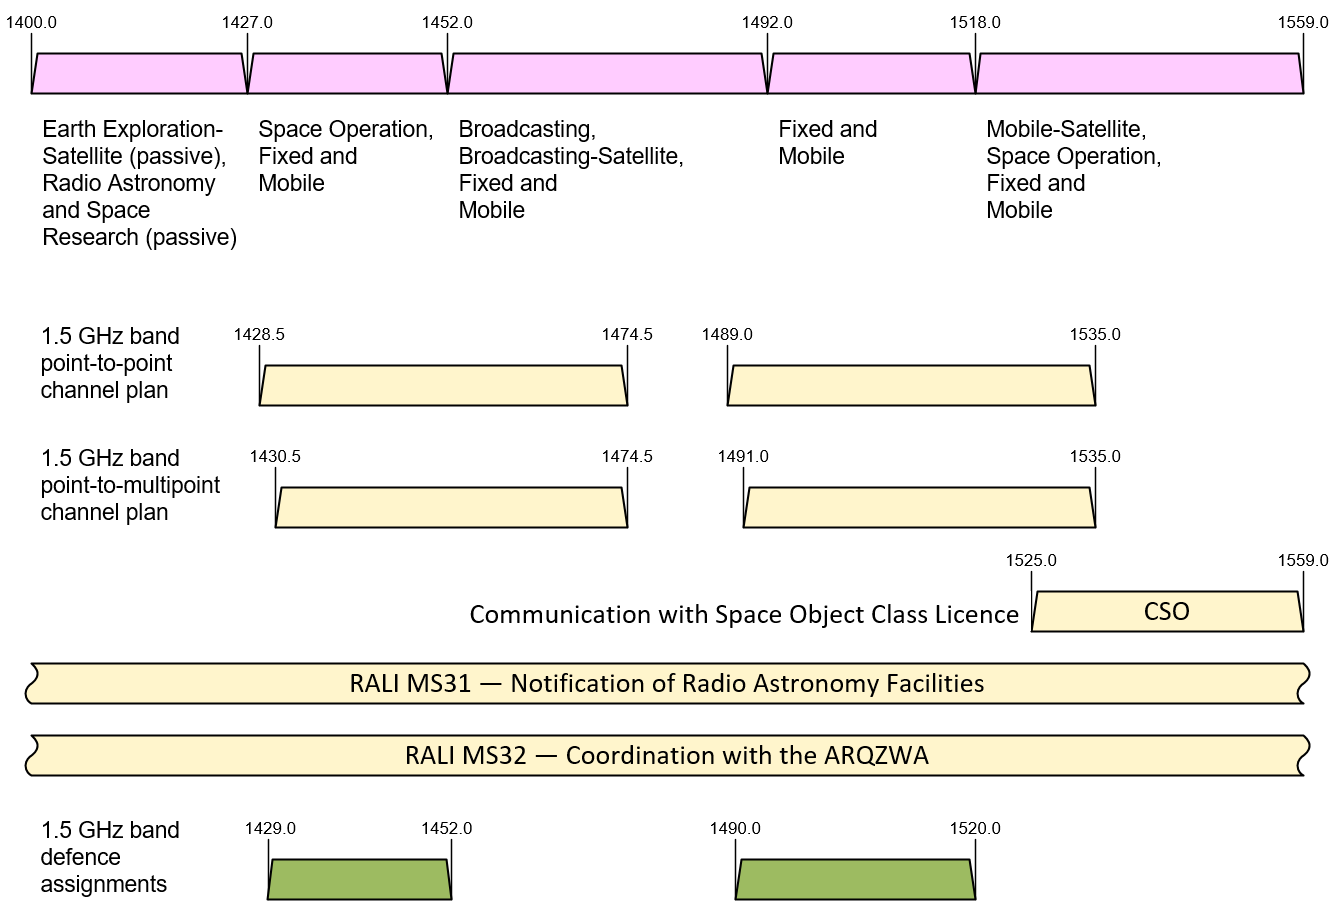 1400.0 1427.0 1452.0 1492.0 1518.0 1559.0
Earth Exploration-
Satellite (passive),
Radio Astronomy
and Space
Research (passive)
Space Operation,
Fixed and
Mobile
Broadcasting,
Broadcasting-Satellite,
Fixed and
Mobile
Fixed and
Mobile
Mobile-Satellite,
Space Operation,
Fixed and
Mobile
1.5 GHz band
point-to-point
channel plan
1428.5 1474.5 1489.0 1535.0
1.5 GHz band
point-to-multipoint
channel plan
1430.5 1474.5 1491.0 1535.0
1525.0 1559.0
Communication with Space Object Class Licence CSO
RALI MS31 — Notification of Radio Astronomy Facilities
RALI MS32 — Coordination with the ARQZWA
1.5 GHz band
defence
assignments
1429.0 1452.0 1490.0 1520.0